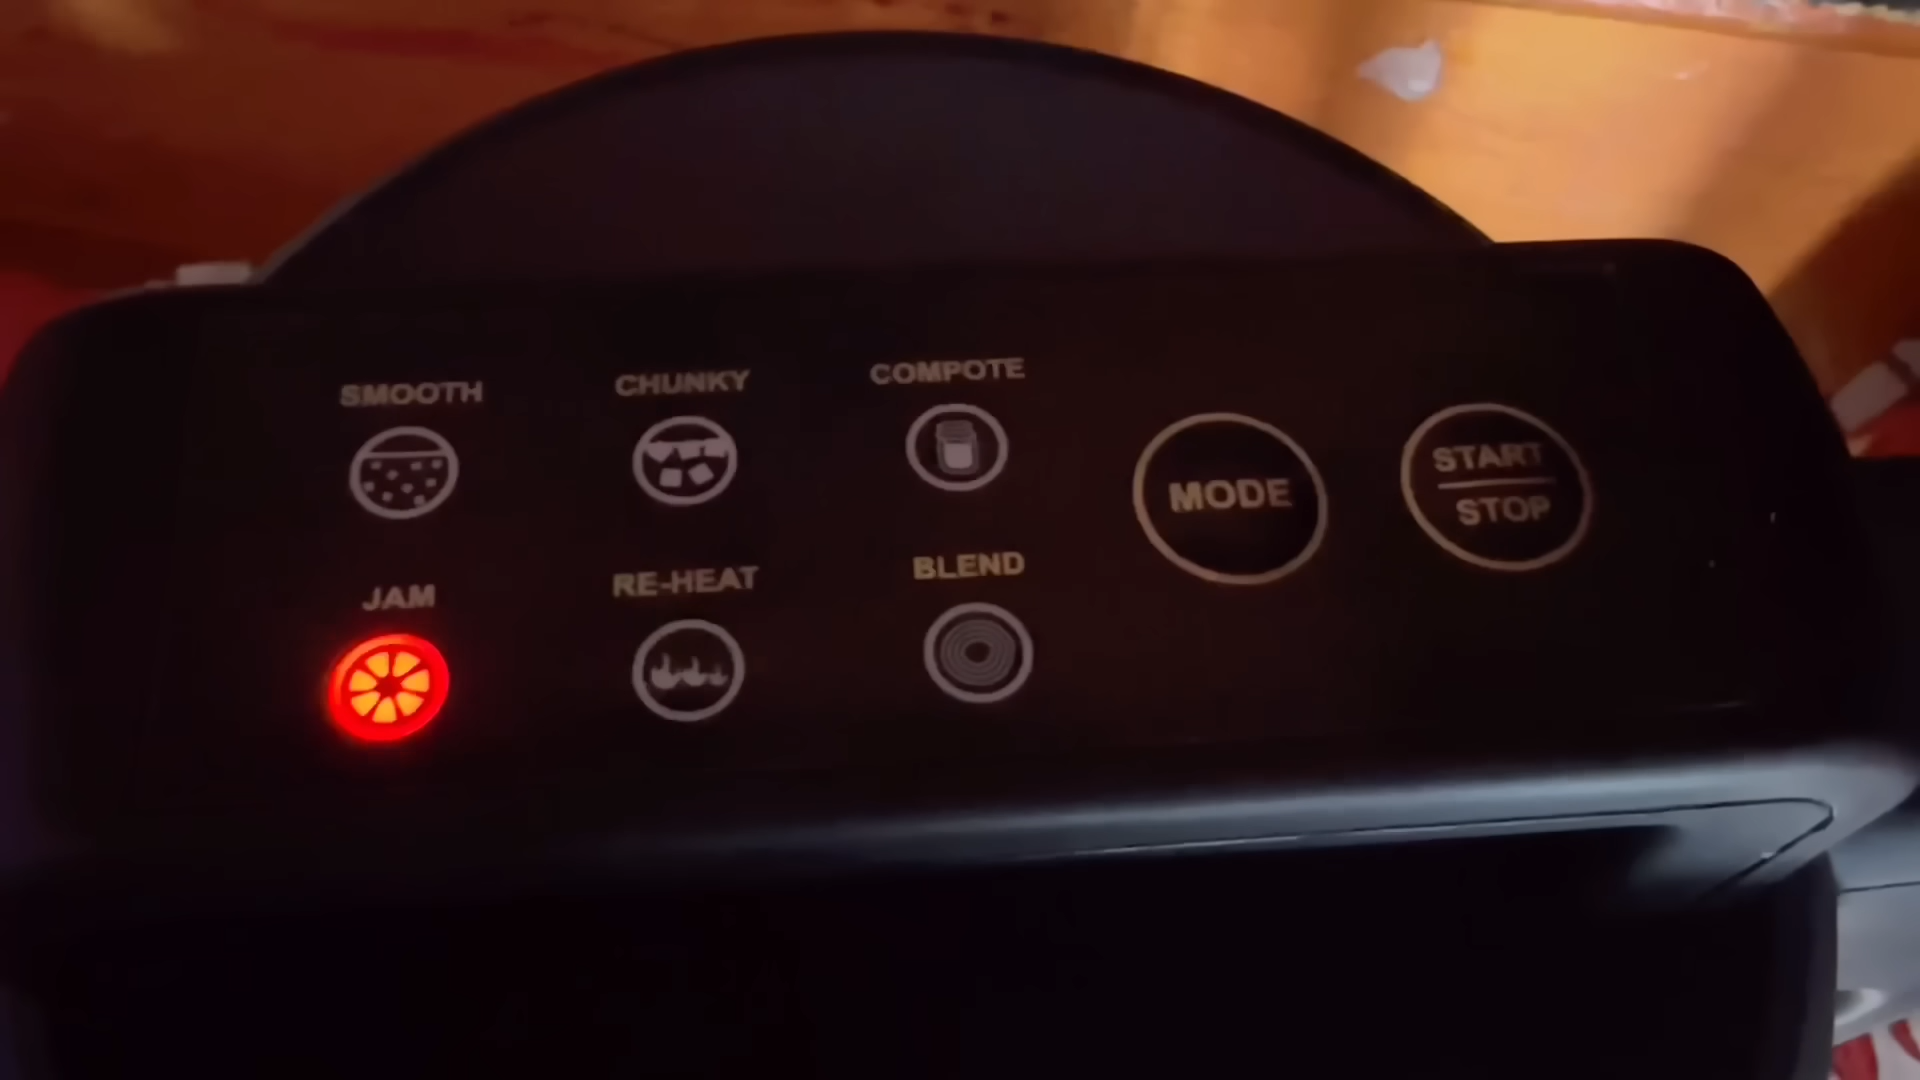 SMOOTH
CHUNKY
COMPOTE
MODE
START
STOP
JAM
RE-HEAT
BLEND